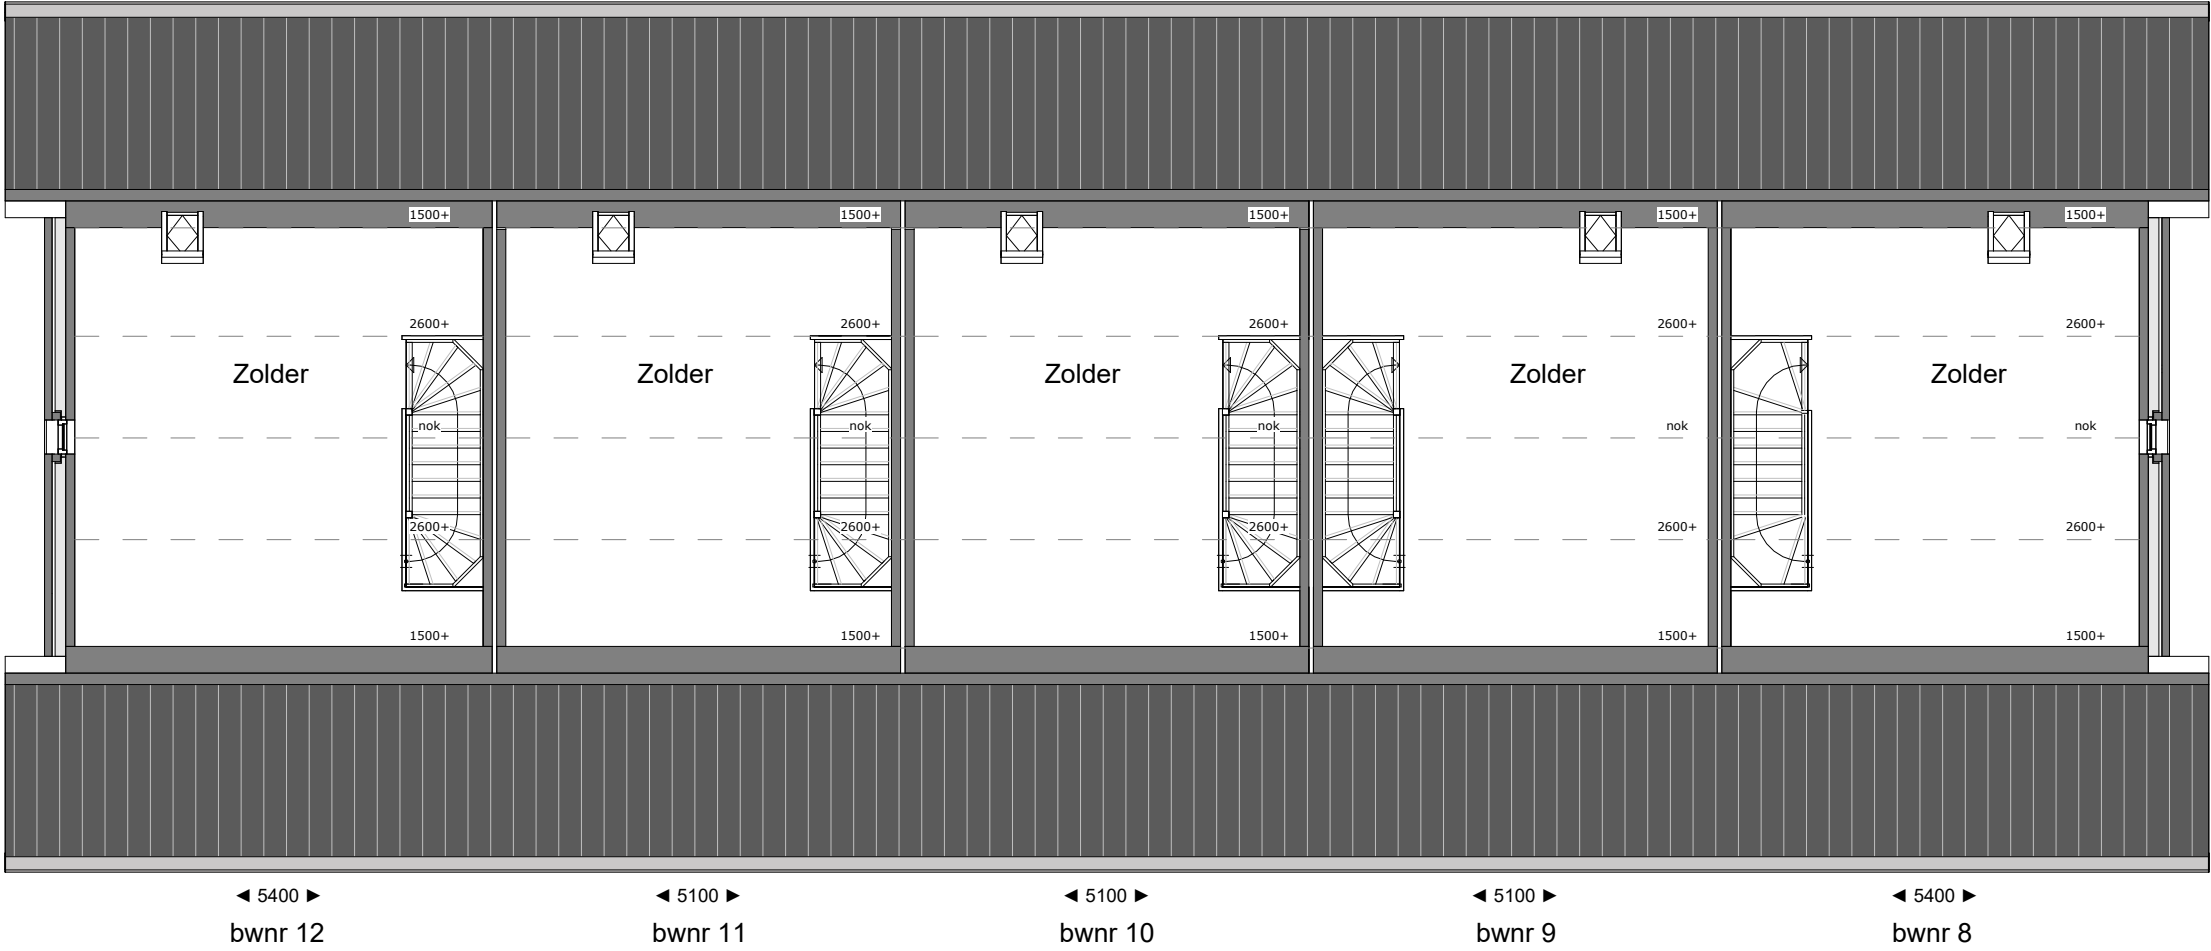 1500+ 1500+ 1500+ 1500+ 1500+
2600+ 2600+ 2600+ 2600+ 2600+
Zolder Zolder Zolder Zolder Zolder
nok nok nok nok nok
2600+ 2600+ 2600+ 2600+ 2600+
1500+ 1500+ 1500+ 1500+ 1500+
◄ 5400 ► ◄ 5100 ► ◄ 5100 ► ◄ 5100 ► ◄ 5400 ►
bwnr 12 bwnr 11 bwnr 10 bwnr 9 bwnr 8